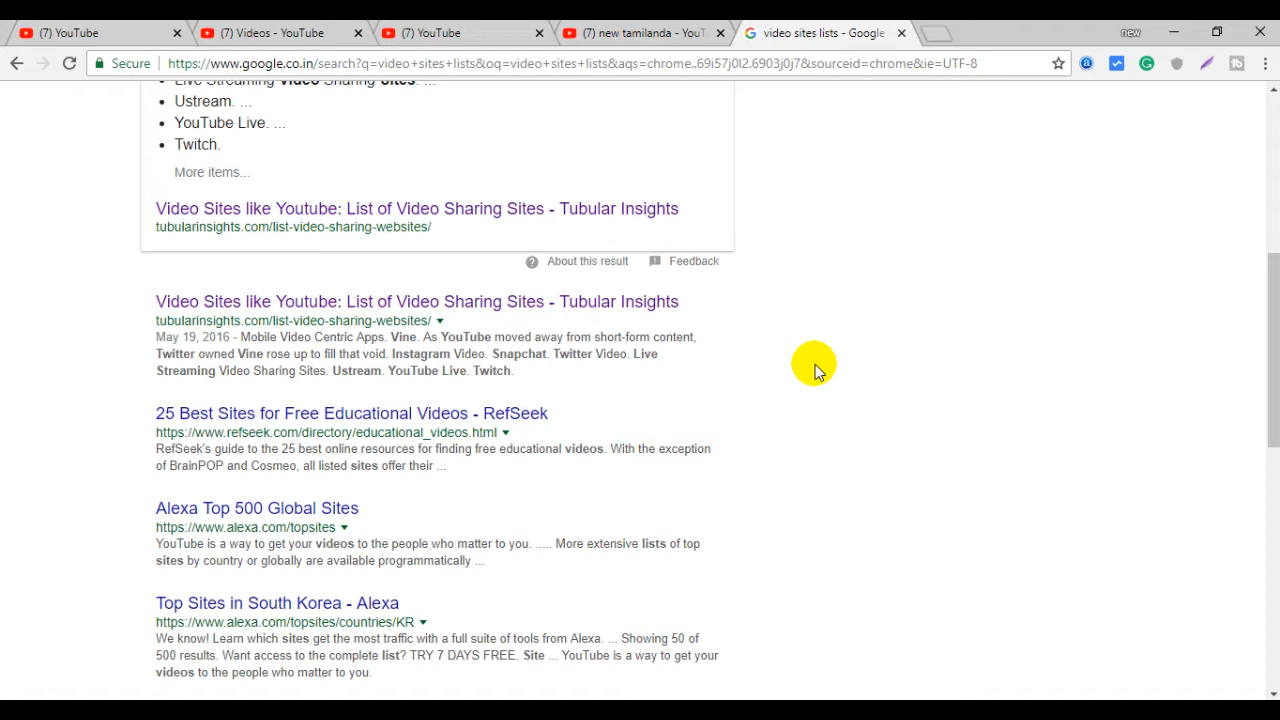 (7) YouTube
(7) Videos - YouTube
(7) YouTube
(7) new tamilanda - YouT
video sites lists - Google
new
Secure
https://www.google.co.in/search?q=video+sites+lists&oq=video+sites+lists&aqs=chrome..69i57j0l2.6903j0j7&sourceid=chrome&ie=UTF-8
Live Streaming Video Sharing Sites. ...
Ustream. ...
YouTube Live. ...
Twitch.
More items...
Video Sites like Youtube: List of Video Sharing Sites - Tubular Insights
tubularinsights.com/list-video-sharing-websites/
About this result
Feedback
Video Sites like Youtube: List of Video Sharing Sites - Tubular Insights
tubularinsights.com/list-video-sharing-websites/
May 19, 2016 - Mobile Video Centric Apps. Vine. As YouTube moved away from short-form content,
Twitter owned Vine rose up to fill that void. Instagram Video. Snapchat. Twitter Video. Live
Streaming Video Sharing Sites. Ustream. YouTube Live. Twitch.
25 Best Sites for Free Educational Videos - RefSeek
https://www.refseek.com/directory/educational_videos.html
RefSeek's guide to the 25 best online resources for finding free educational videos. With the exception
of BrainPOP and Cosmeo, all listed sites offer their ...
Alexa Top 500 Global Sites
https://www.alexa.com/topsites
YouTube is a way to get your videos to the people who matter to you. ..... More extensive lists of top
sites by country or globally are available programmatically ...
Top Sites in South Korea - Alexa
https://www.alexa.com/topsites/countries/KR
We know! Learn which sites get the most traffic with a full suite of tools from Alexa. ... Showing 50 of
500 results. Want access to the complete list? TRY 7 DAYS FREE. Site ... YouTube is a way to get your
videos to the people who matter to you.